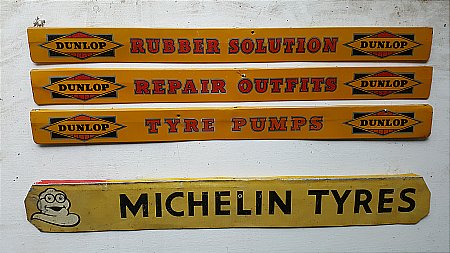 DUNLOP RUBBER SOLUTION DUNLOP
DUNLOP REPAIR OUTFITS DUNLOP
DUNLOP TYRE PUMPS DUNLOP
MICHELIN TYRES